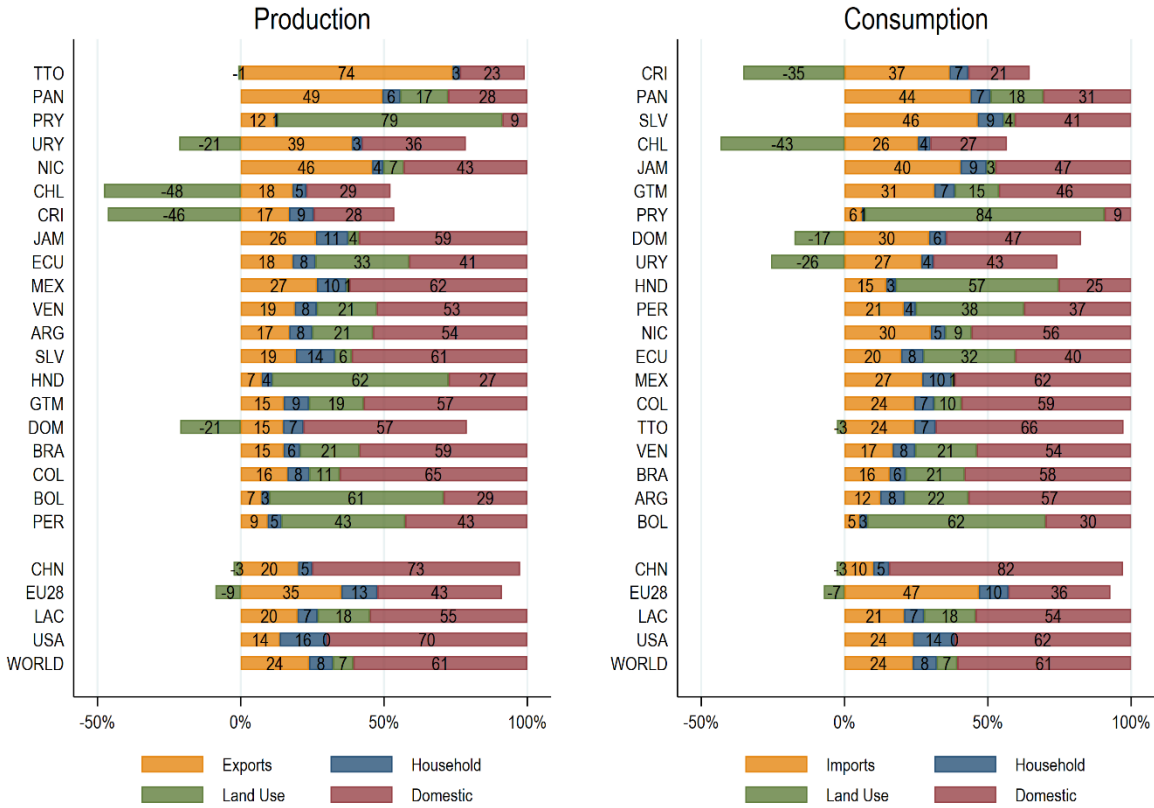 Production
TTO -1 74 3 23
PAN 49 6 17 28
PRY 12 1 79 9
URY -21 39 3 36
NIC 46 4 7 43
CHL -48 18 5 29
CRI -46 17 9 28
JAM 26 11 4 59
ECU 18 8 33 41
MEX 27 10 1 62
VEN 19 8 21 53
ARG 17 8 21 54
SLV 19 14 6 61
HND 7 4 62 27
GTM 15 9 19 57
DOM -21 15 7 57
BRA 15 6 21 59
COL 16 8 11 65
BOL 7 3 61 29
PER 9 5 43 43
CHN -3 20 5 73
EU28 -9 35 13 43
LAC 20 7 18 55
USA 14 16 0 70
WORLD 24 8 7 61
-50% 0% 50% 100%
Exports Household
Land Use Domestic
Consumption
CRI -35 37 7 21
PAN 44 7 18 31
SLV 46 9 4 41
CHL -43 26 4 27
JAM 40 9 3 47
GTM 31 7 15 46
PRY 6 1 84 9
DOM -17 30 6 47
URY -26 27 4 43
HND 15 3 57 25
PER 21 4 38 37
NIC 30 5 9 56
ECU 20 8 32 40
MEX 27 10 1 62
COL 24 7 10 59
TTO -3 24 7 66
VEN 17 8 21 54
BRA 16 6 21 58
ARG 12 8 22 57
BOL 5 3 62 30
CHN -3 10 5 82
EU28 -7 47 10 36
LAC 21 7 18 54
USA 24 14 0 62
WORLD 24 8 7 61
-50% 0% 50% 100%
Imports Household
Land Use Domestic